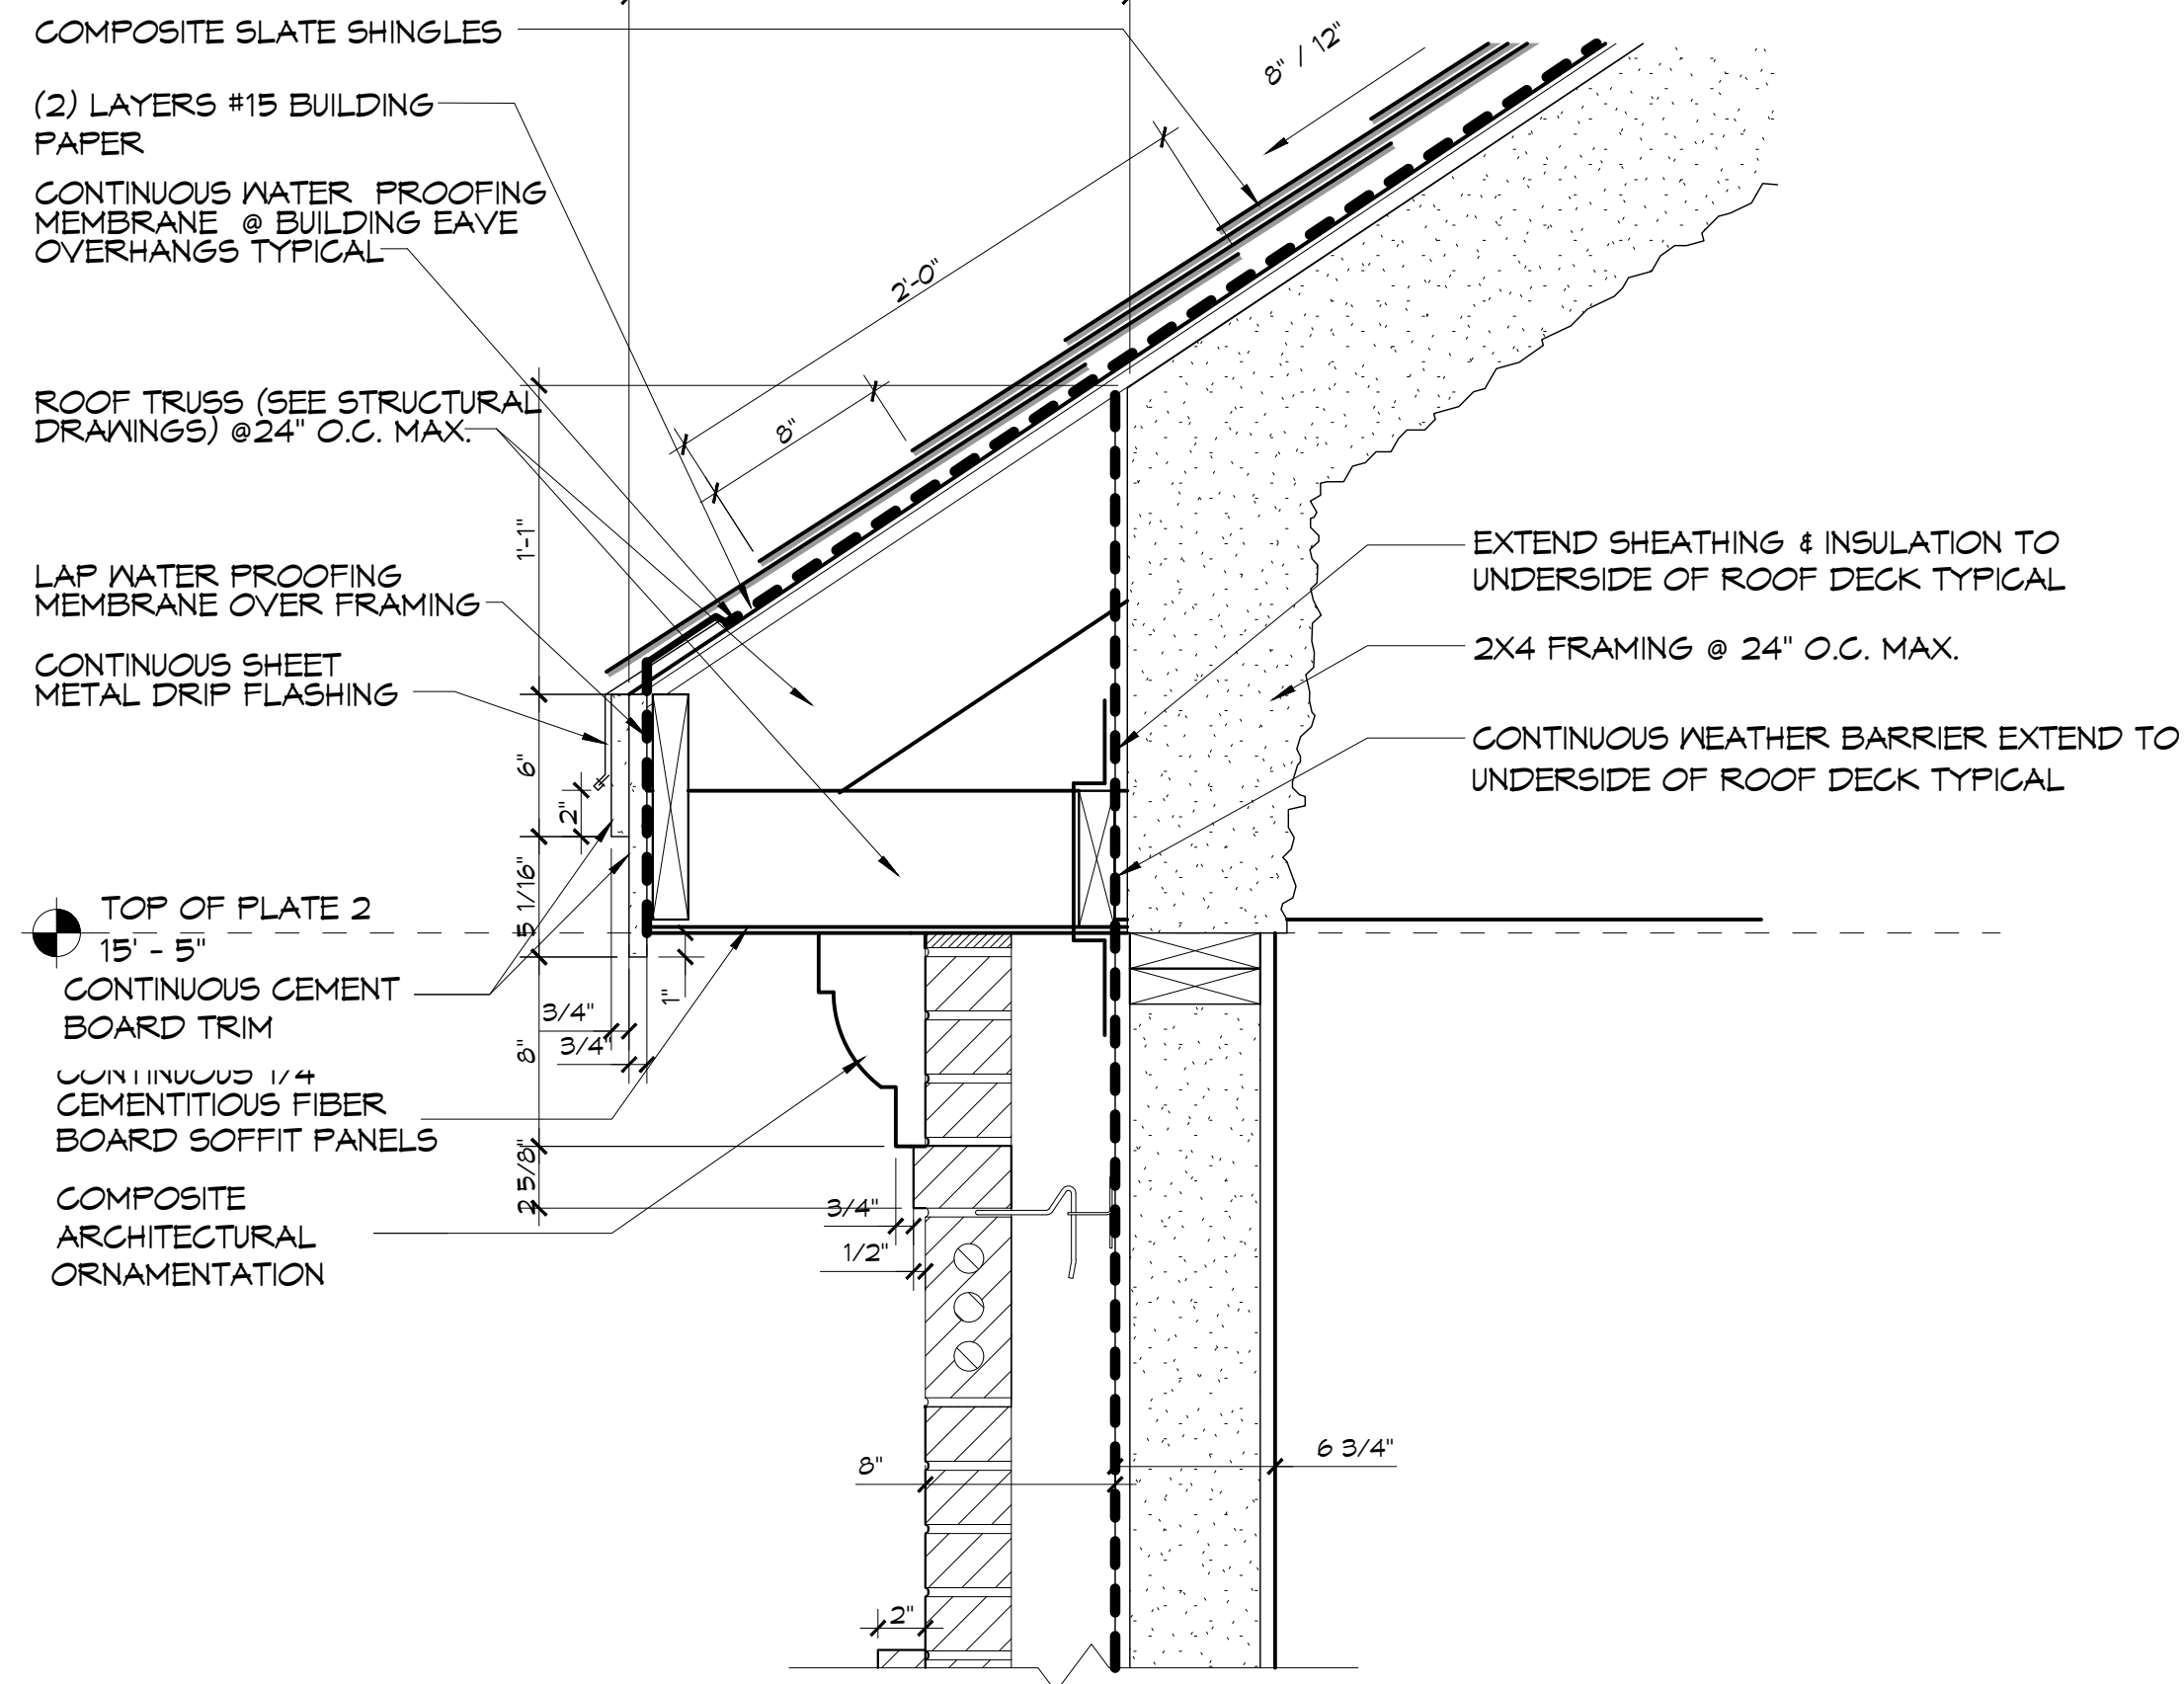 COMPOSITE SLATE SHINGLES
(2) LAYERS #15 BUILDING
PAPER
CONTINUOUS WATER PROOFING
MEMBRANE @ BUILDING EAVE
OVERHANGS TYPICAL
ROOF TRUSS (SEE STRUCTURAL
DRAWINGS) @24" O.C. MAX.
LAP WATER PROOFING
MEMBRANE OVER FRAMING
CONTINUOUS SHEET
METAL DRIP FLASHING
TOP OF PLATE 2
15' - 5"
CONTINUOUS CEMENT
BOARD TRIM
CONTINUOUS 1/4
CEMENTITIOUS FIBER
BOARD SOFFIT PANELS
COMPOSITE
ARCHITECTURAL
ORNAMENTATION
8" / 12"
2'-0"
8"
1'-1"
6"
2"
5 1/16"
1"
3/4"
3/4"
8"
2 5/8"
3/4"
1/2"
8"
6 3/4"
2"
EXTEND SHEATHING & INSULATION TO
UNDERSIDE OF ROOF DECK TYPICAL
2X4 FRAMING @ 24" O.C. MAX.
CONTINUOUS WEATHER BARRIER EXTEND TO
UNDERSIDE OF ROOF DECK TYPICAL